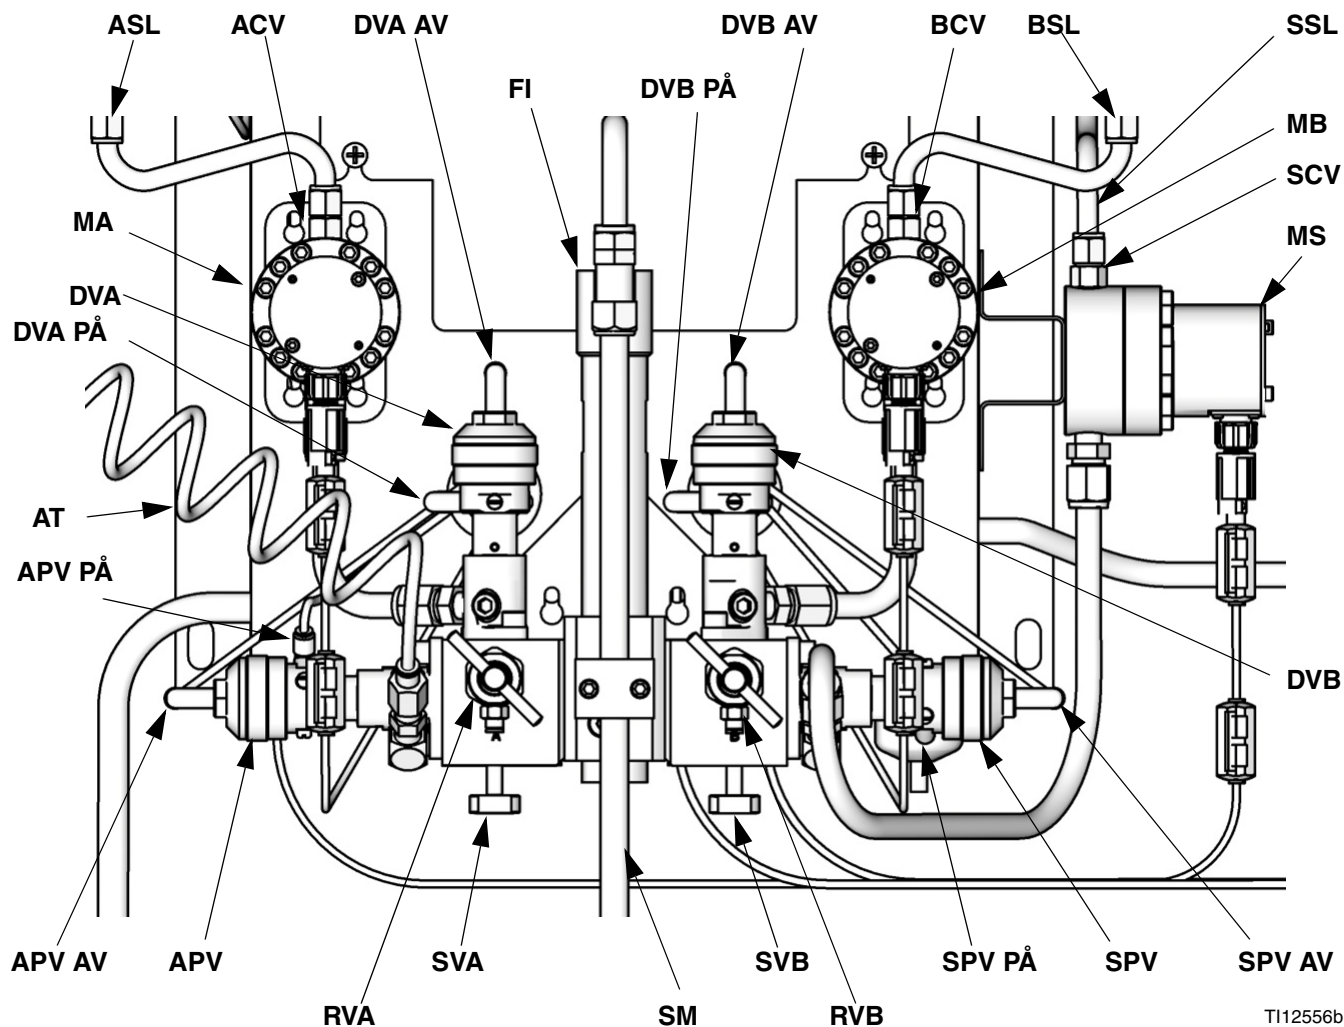 ASL ACV DVA AV DVB AV BCV BSL SSL
FI DVB PÅ
MB
SCV
MA MS
DVA
DVA PÅ
AT
APV PÅ
DVB
A B
APV AV APV SVA SVB SPV PÅ SPV SPV AV
RVA SM RVB
TI12556b